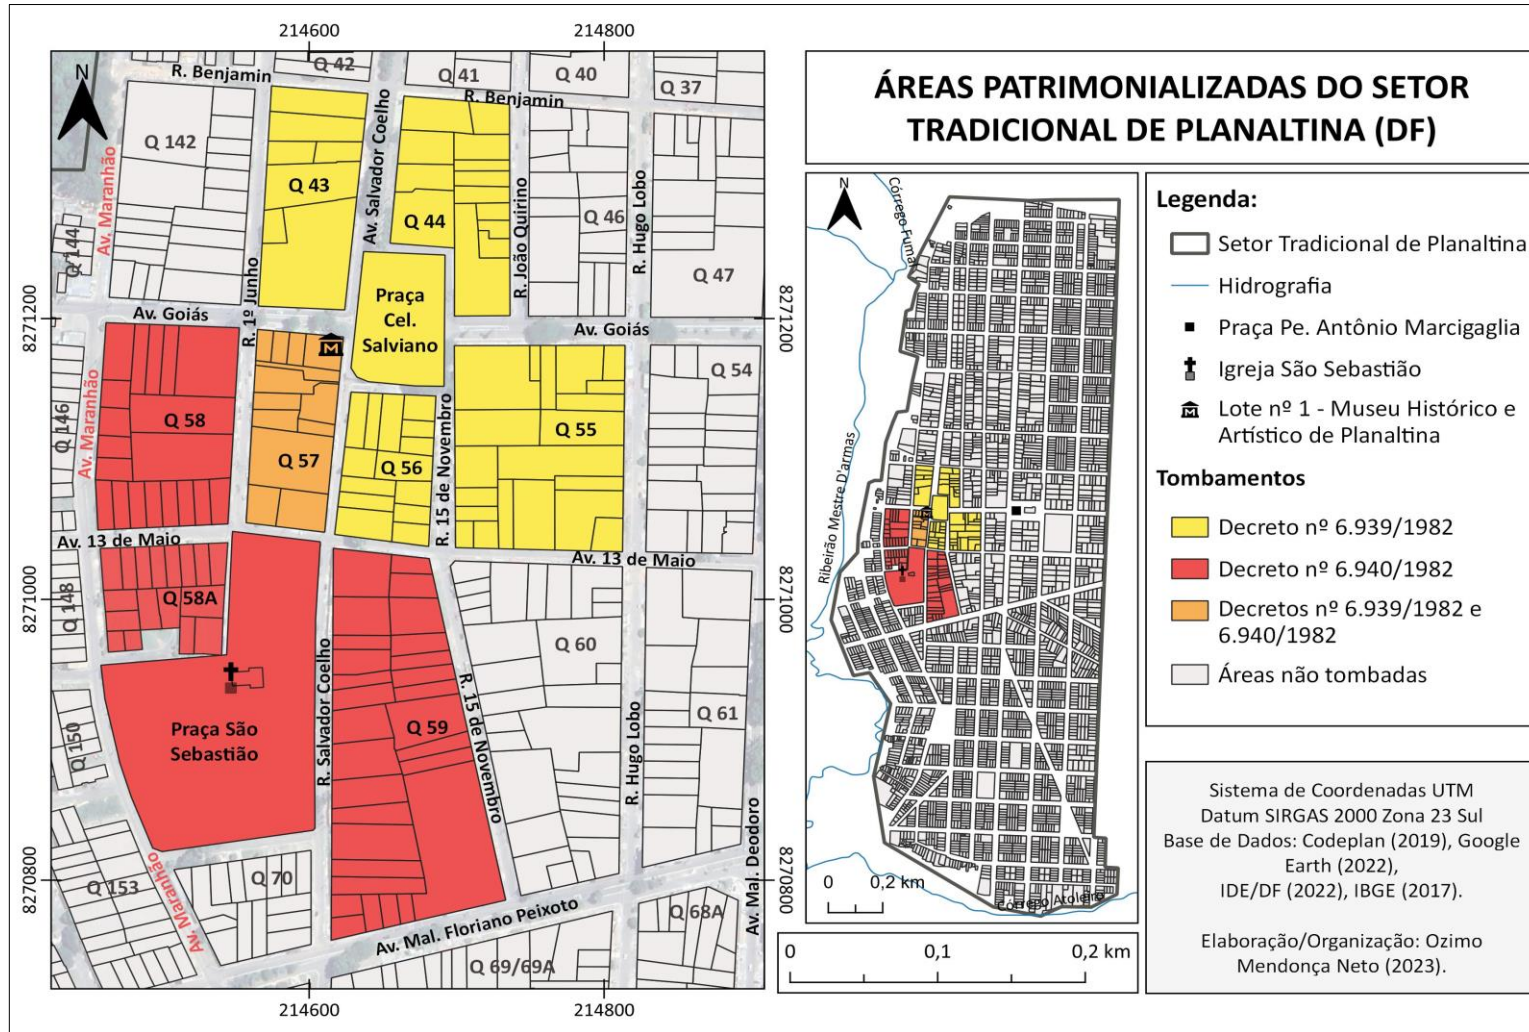 214600
214800
N
R. Benjamin
Q 42
Q 41
Q 40
Q 37
R. Benjamin
Q 142
Av. Maranhão
Q 43
Av. Salvador Coelho
Q 44
R. João Quirino
Q 46
R. Hugo Lobo
Q 47
Q 144
R. 1º Junho
Praça
Cel.
Salviano
8271200
Av. Goiás
Av. Goiás
8271200
Q 146
Av. Maranhão
Q 58
Q 57
Q 56
R. 15 de Novembro
Q 55
Q 54
Av. 13 de Maio
Av. 13 de Maio
8271000
Q 148
Q 58A
Q 60
8271000
R. Salvador Coelho
Q 150
Praça São
Sebastião
Q 59
R. 15 de Novembro
R. Hugo Lobo
Q 61
8270800
Q 153
Av. Maranhão
Q 70
Av. Mal. Floriano Peixoto
Q 69/69A
Q 68A
Av. Mal. Deodoro
8270800
214600
214800
ÁREAS PATRIMONIALIZADAS DO SETOR
TRADICIONAL DE PLANALTINA (DF)
N
Córrego Fumal
Ribeirão Mestre D'armas
Córrego Atoleiro
0 0,2 km
0 0,1 0,2 km
Legenda:
Setor Tradicional de Planaltina
Hidrografia
Praça Pe. Antônio Marcigaglia
Igreja São Sebastião
Lote nº 1 - Museu Histórico e
Artístico de Planaltina
Tombamentos
Decreto nº 6.939/1982
Decreto nº 6.940/1982
Decretos nº 6.939/1982 e
6.940/1982
Áreas não tombadas
Sistema de Coordenadas UTM
Datum SIRGAS 2000 Zona 23 Sul
Base de Dados: Codeplan (2019), Google
Earth (2022),
IDE/DF (2022), IBGE (2017).
Elaboração/Organização: Ozimo
Mendonça Neto (2023).